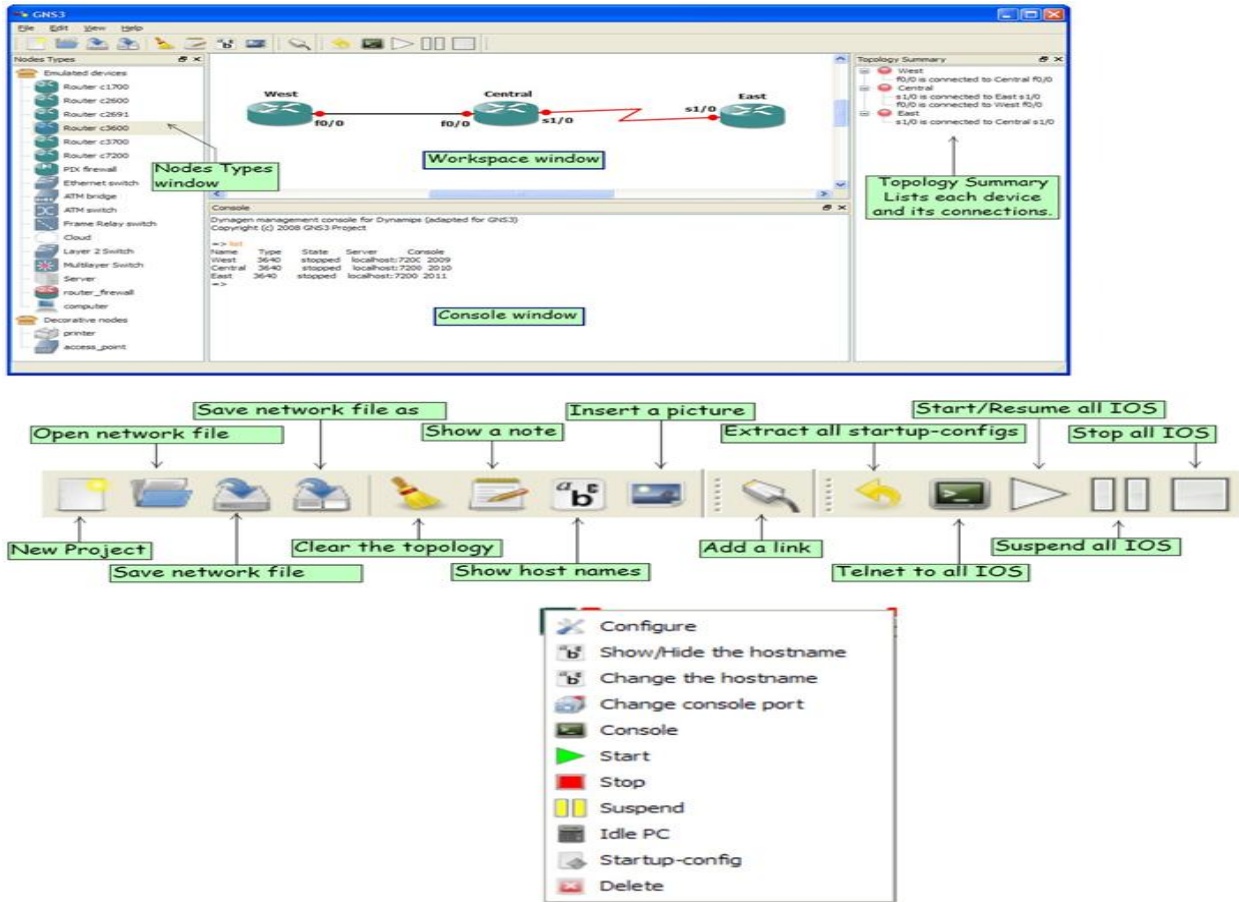 GNS3
File Edit View Help
Nodes Types
Emulated devices
Router c1700
Router c2600
Router c2691
Router c3600
Router c3700
Router c7200
PIX firewall
Ethernet switch
ATM bridge
ATM switch
Frame Relay switch
Cloud
Layer 2 Switch
Multilayer Switch
Server
router_firewall
computer
Decorative nodes
printer
access_point
Nodes Types
window
West
f0/0
f0/0
Central
s1/0
s1/0
East
Workspace window
Console
Dynagen management console for Dynamips (adapted for GNS3)
Copyright (c) 2008 GNS3 Project
=> list
Name Type State Server Console
West 3640 stopped localhost:7200 2009
Central 3640 stopped localhost:7200 2010
East 3640 stopped localhost:7200 2011
=>
Console window
Topology Summary
West
f0/0 is connected to Central f0/0
Central
s1/0 is connected to East s1/0
f0/0 is connected to West f0/0
East
s1/0 is connected to Central s1/0
Topology Summary
Lists each device
and its connections.
Save network file as
Insert a picture
Start/Resume all IOS
Open network file
Show a note
Extract all startup-configs
Stop all IOS
a b c
New Project
Clear the topology
Add a link
Suspend all IOS
Save network file
Show host names
Telnet to all IOS
Configure
Show/Hide the hostname
Change the hostname
Change console port
Console
Start
Stop
Suspend
Idle PC
Startup-config
Delete